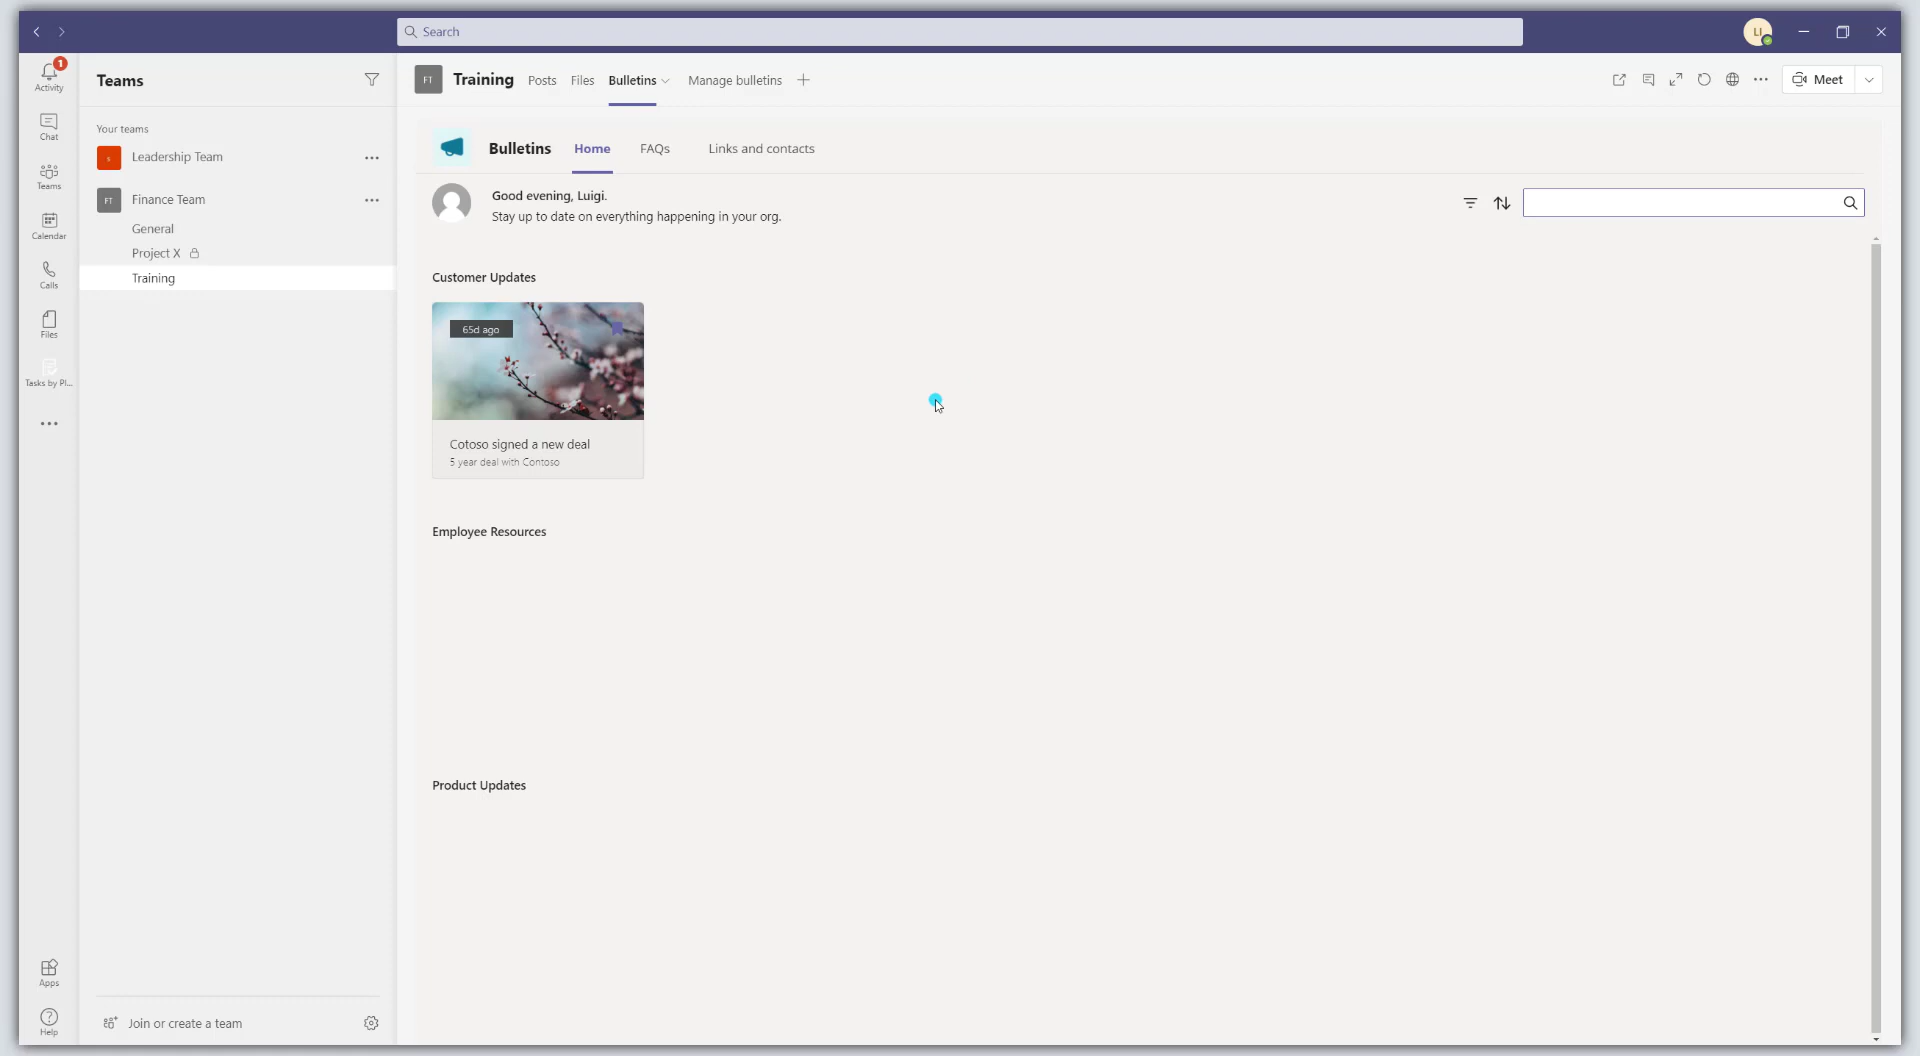 Search
LI
1
Activity
Chat
Teams
Calendar
Calls
Files
Tasks by Pl...
Apps
Help
Teams
Your teams
Leadership Team
FT
Finance Team
General
Project X
Training
Join or create a team
FT
Training
Posts
Files
Bulletins
Manage bulletins
Meet
Bulletins
Home
FAQs
Links and contacts
Good evening, Luigi.
Stay up to date on everything happening in your org.
Customer Updates
65d ago
Cotoso signed a new deal
5 year deal with Contoso
Employee Resources
Product Updates